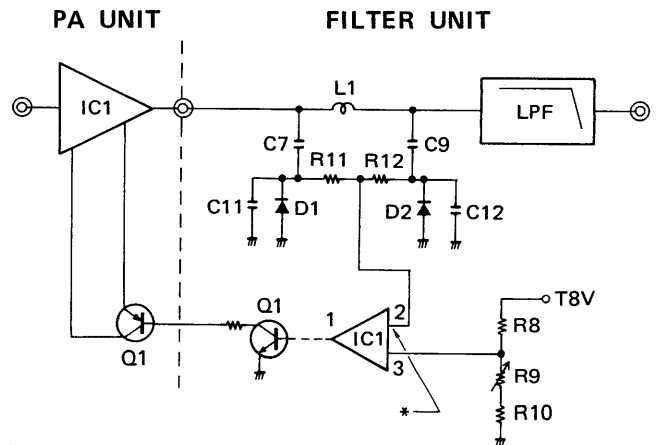 PA UNIT
FILTER UNIT
IC1
L1
LPF
C7
C9
R11
R12
C11
D1
D2
C12
T8V
Q1
1
2
IC1
3
R8
Q1
R9
*
R10